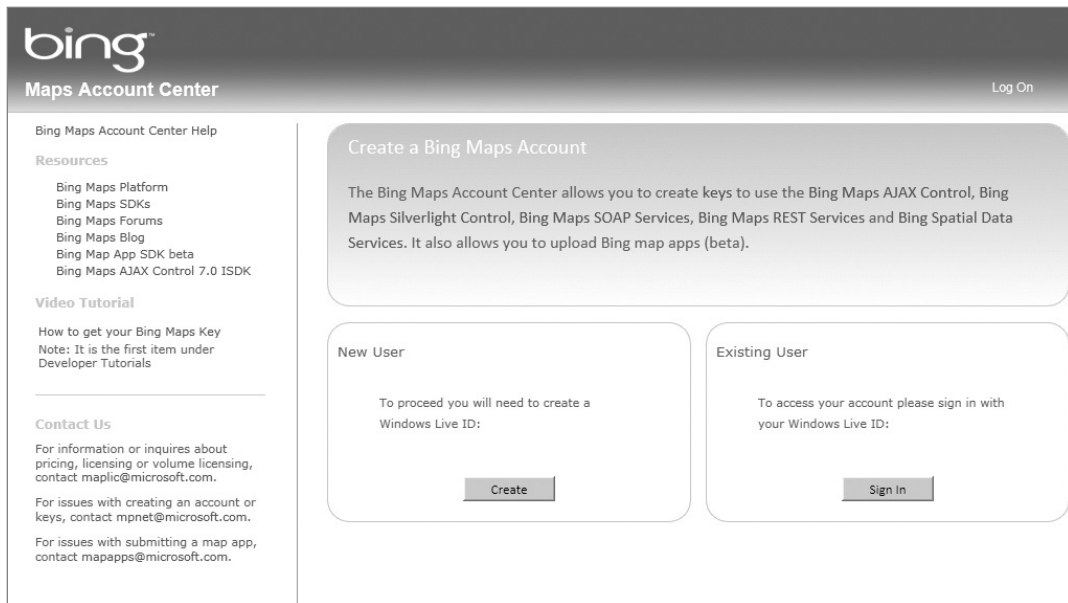 bing™
Maps Account Center
Log On
Bing Maps Account Center Help
Resources
Bing Maps Platform
Bing Maps SDKs
Bing Maps Forums
Bing Maps Blog
Bing Map App SDK beta
Bing Maps AJAX Control 7.0 ISDK
Video Tutorial
How to get your Bing Maps Key
Note: It is the first item under
Developer Tutorials
Contact Us
For information or inquires about
pricing, licensing or volume licensing,
contact maplic@microsoft.com.
For issues with creating an account or
keys, contact mpnet@microsoft.com.
For issues with submitting a map app,
contact mapapps@microsoft.com.
Create a Bing Maps Account
The Bing Maps Account Center allows you to create keys to use the Bing Maps AJAX Control, Bing
Maps Silverlight Control, Bing Maps SOAP Services, Bing Maps REST Services and Bing Spatial Data
Services. It also allows you to upload Bing map apps (beta).
New User
To proceed you will need to create a
Windows Live ID:
Create
Existing User
To access your account please sign in with
your Windows Live ID:
Sign In